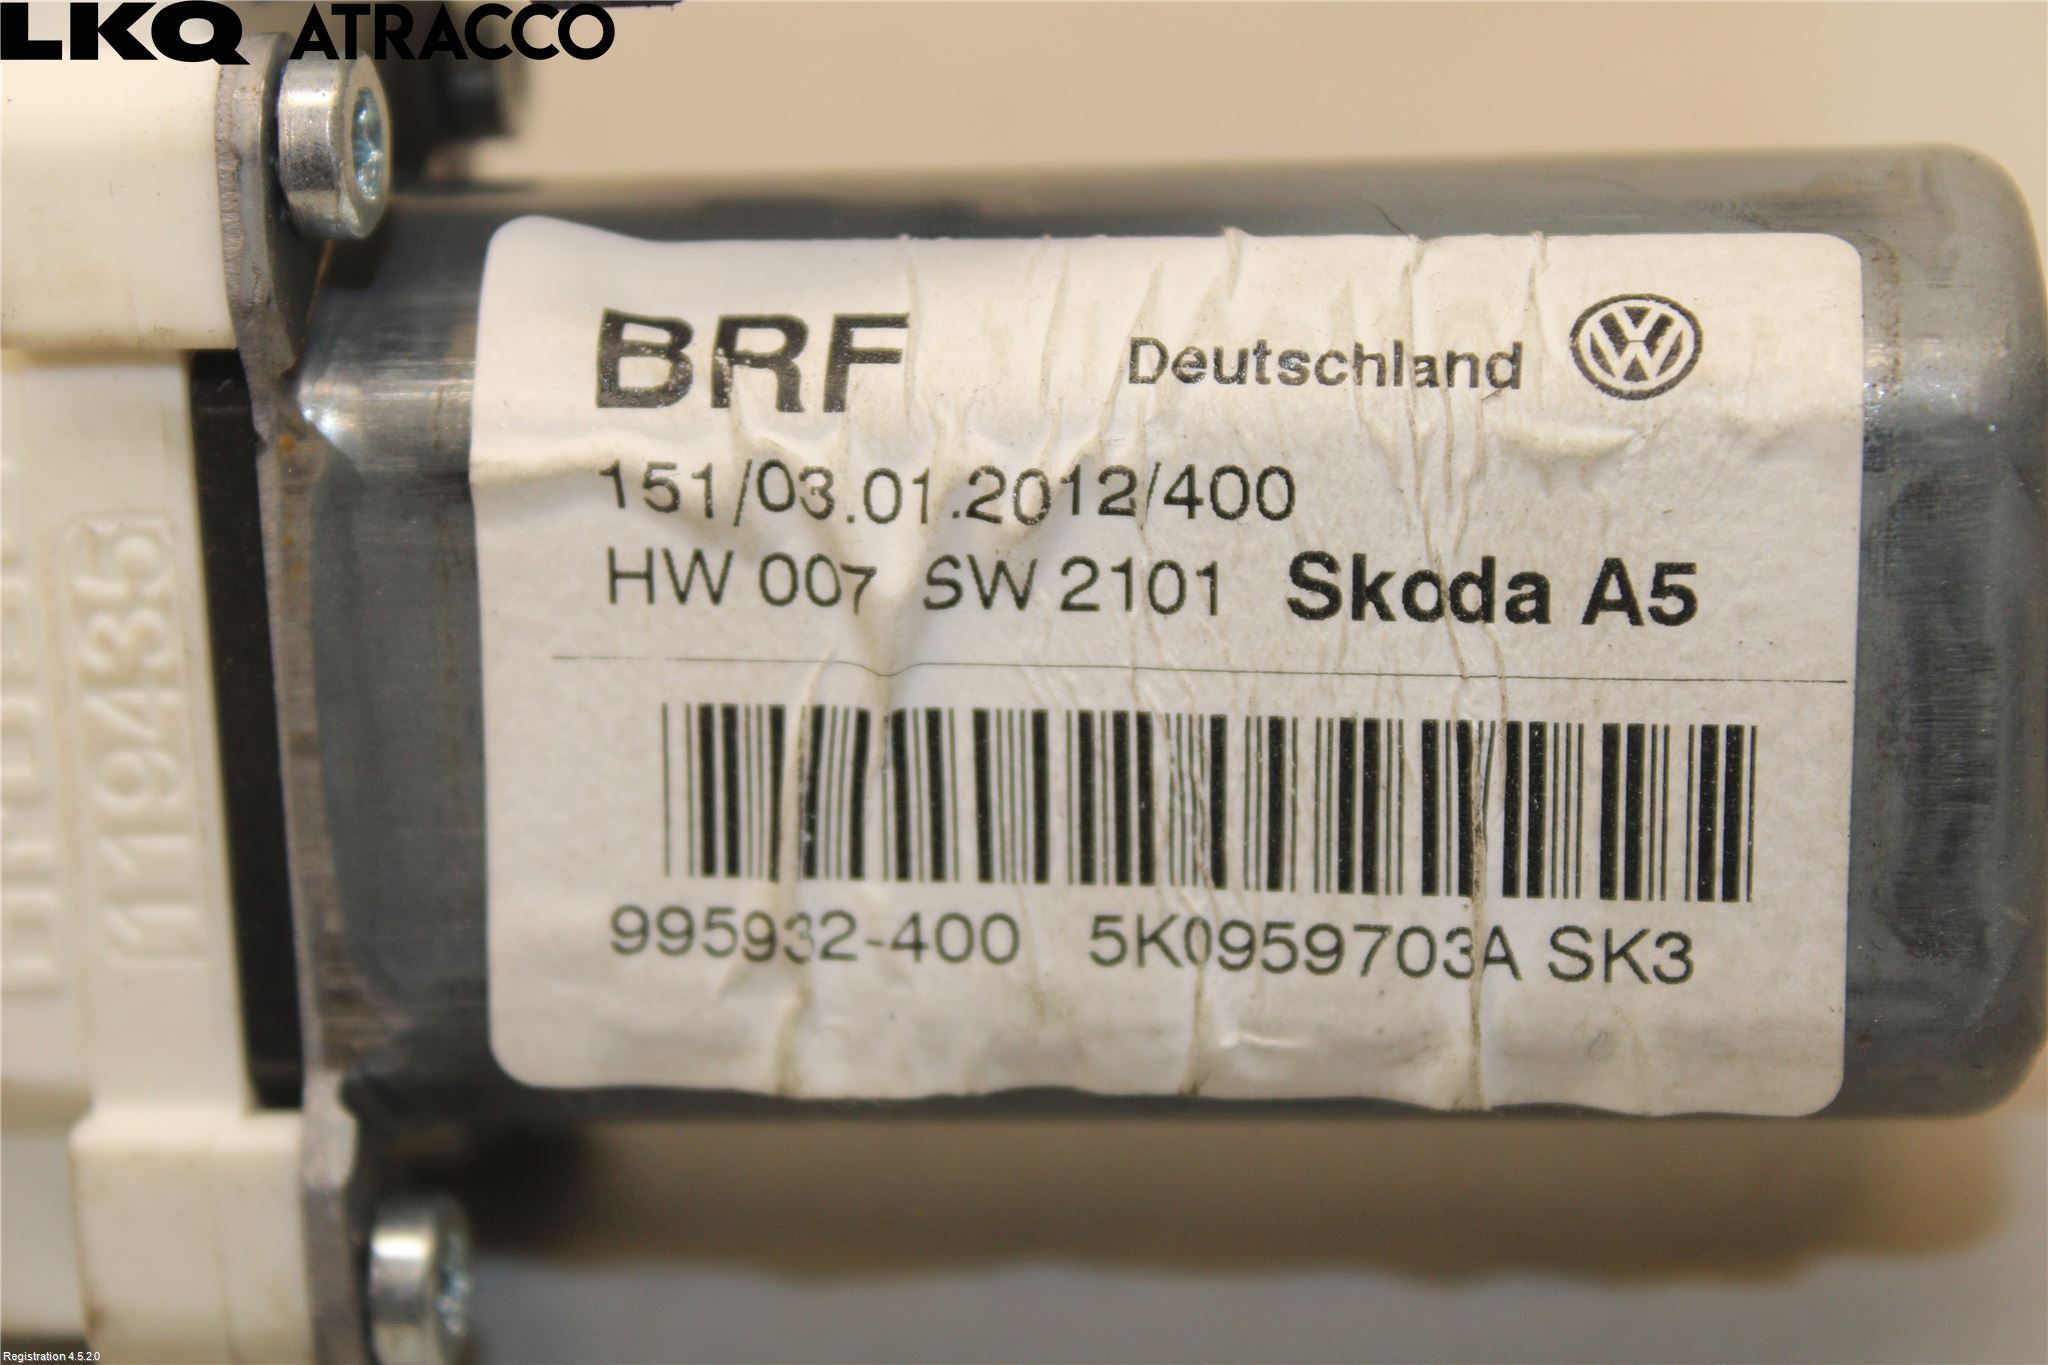 LKQ ATRACCO
BRF Deutschland
151/03.01.2012/400
HW 007 SW 2101 Skoda A5
995932-400 5K0959703A SK3
119435
Registration 4.5.2.0